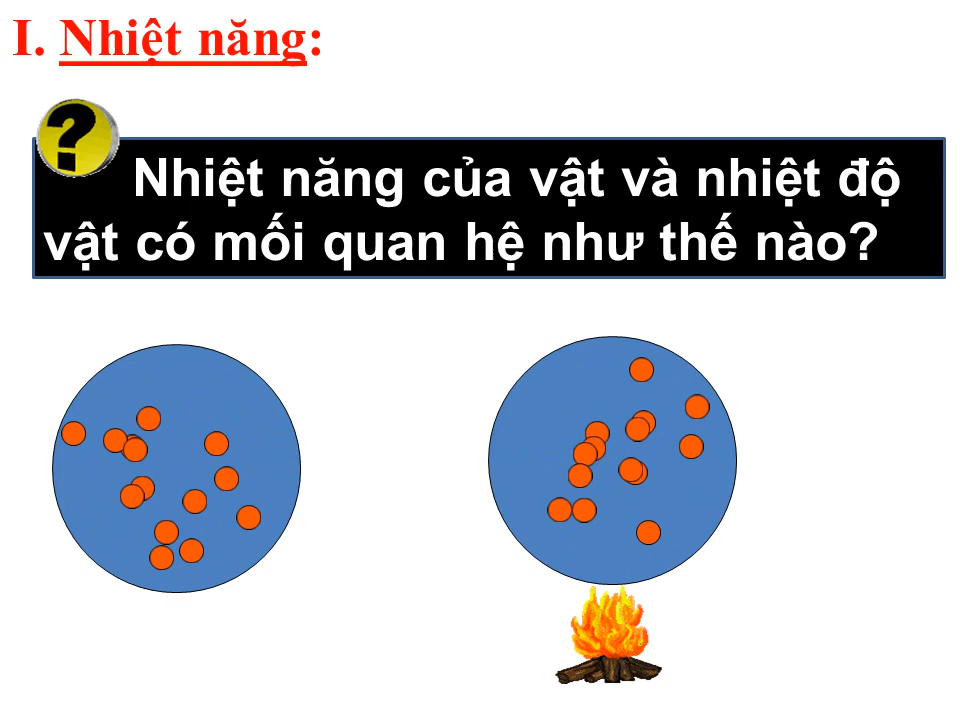 I. Nhiệt năng:
?
Nhiệt năng của vật và nhiệt độ
vật có mối quan hệ như thế nào?